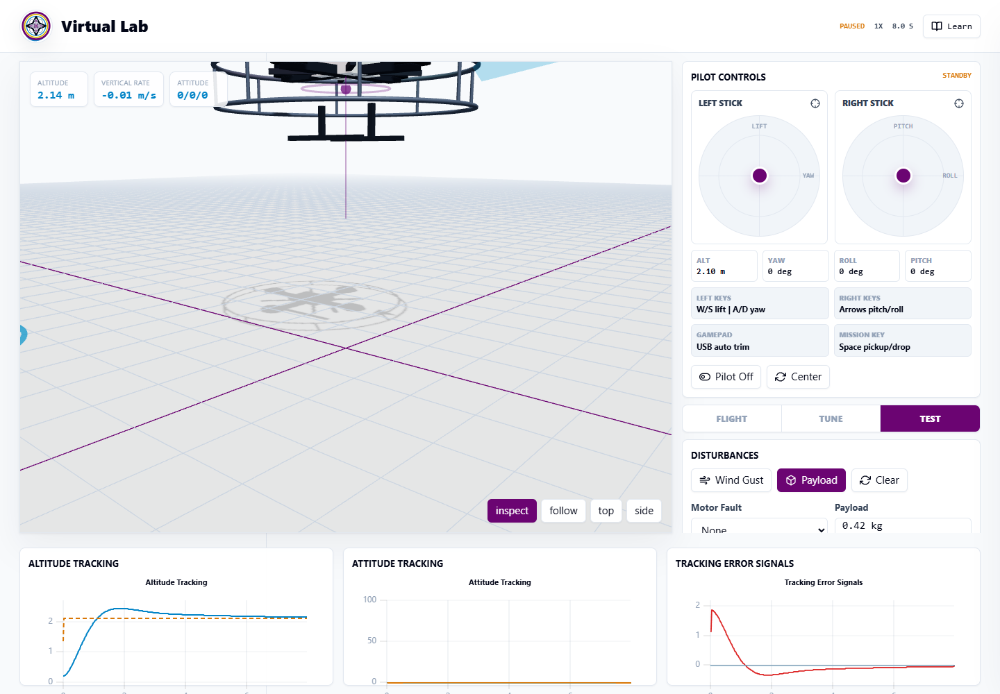 Virtual Lab
PAUSED 1X 8.0 S Learn
ALTITUDE
2.14 m
VERTICAL RATE
-0.01 m/s
ATTITUDE
0/0/0
inspect follow top side
PILOT CONTROLS STANDBY
LEFT STICK
LIFT
YAW
RIGHT STICK
PITCH
ROLL
ALT
2.10 m
YAW
0 deg
ROLL
0 deg
PITCH
0 deg
LEFT KEYS
W/S lift | A/D yaw
RIGHT KEYS
Arrows pitch/roll
GAMEPAD
USB auto trim
MISSION KEY
Space pickup/drop
Pilot Off Center
FLIGHT TUNE TEST
DISTURBANCES
Wind Gust Payload Clear
Motor Fault
None
Payload
0.42 kg
ALTITUDE TRACKING
Altitude Tracking
2
1
0
ATTITUDE TRACKING
Attitude Tracking
100
50
0
TRACKING ERROR SIGNALS
Tracking Error Signals
2
1
0